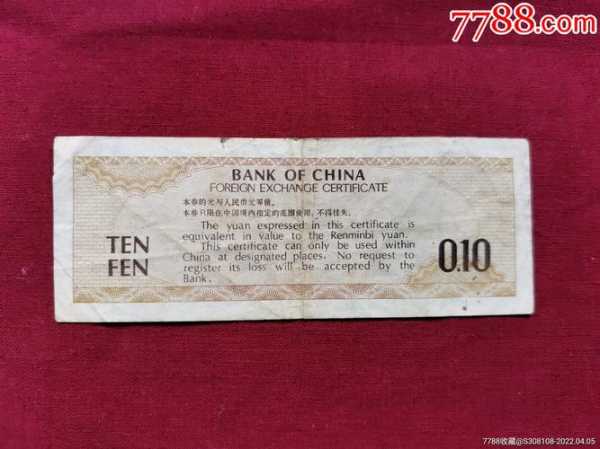 7788.com
BANK OF CHINA
FOREIGN EXCHANGE CERTIFICATE
本券的元与人民币元等值。
本券只限在中国境内指定的范围使用，不得挂失。
The yuan expressed in this certificate is
equivalent in value to the Renminbi yuan.
This certificate can only be used within
China at designated places. No request to
register its loss will be accepted by the
Bank.
TEN
FEN
0.10
7788收藏@S308108-2022.04.05